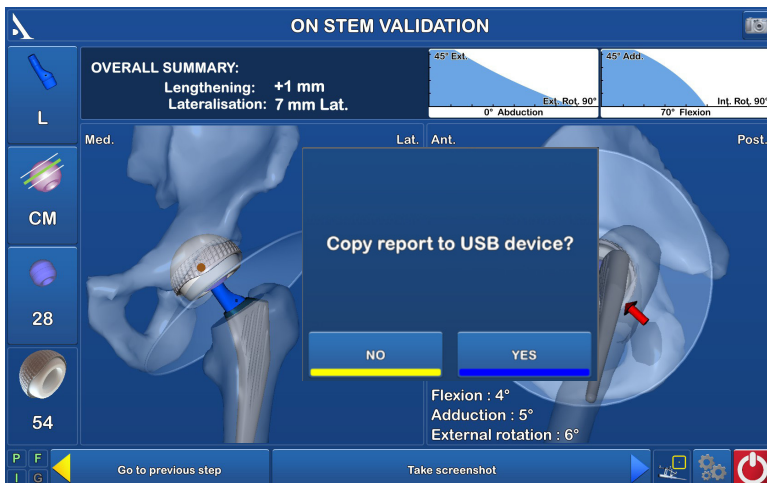 ON STEM VALIDATION
L
CM
28
54
OVERALL SUMMARY:
Lengthening: +1 mm
Lateralisation: 7 mm Lat.
45° Ext.
Ext. Rot. 90°
0° Abduction
45° Add.
Int. Rot. 90°
70° Flexion
Med.
Lat.
Ant.
Post.
Copy report to USB device?
NO
YES
Flexion : 4°
Adduction : 5°
External rotation : 6°
P F
I G
Go to previous step
Take screenshot